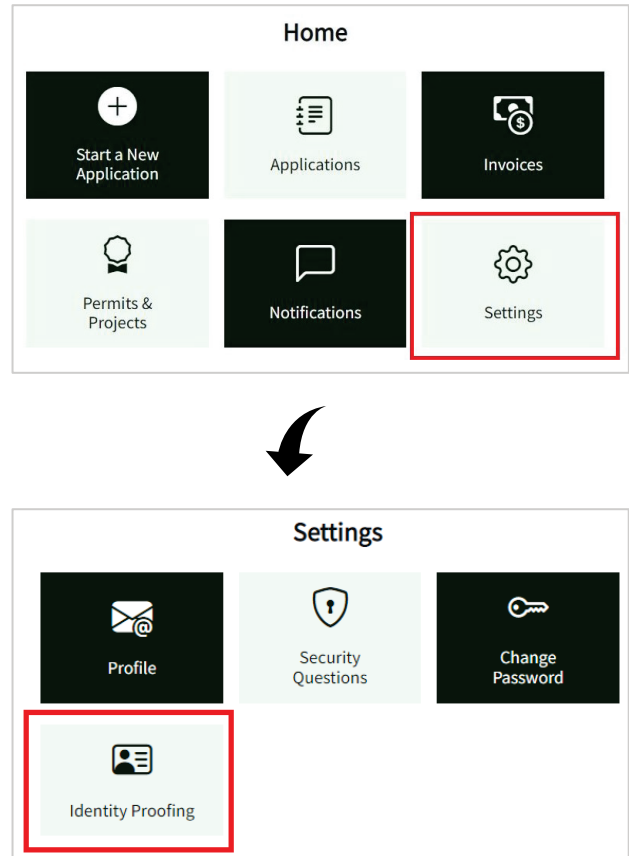 Home
Start a New
Application
Applications
Invoices
Permits &
Projects
Notifications
Settings
Settings
Profile
Security
Questions
Change
Password
Identity Proofing